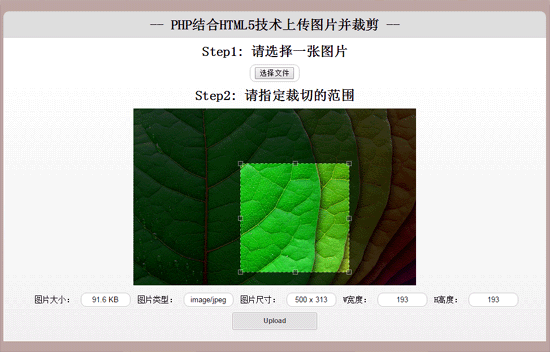 -- PHP结合HTML5技术上传图片并裁剪 --
Step1: 请选择一张图片
选择文件
Step2: 请指定裁切的范围
图片大小: 91.6 KB 图片类型: image/jpeg 图片尺寸: 500 x 313 W宽度: 193 H高度: 193
Upload